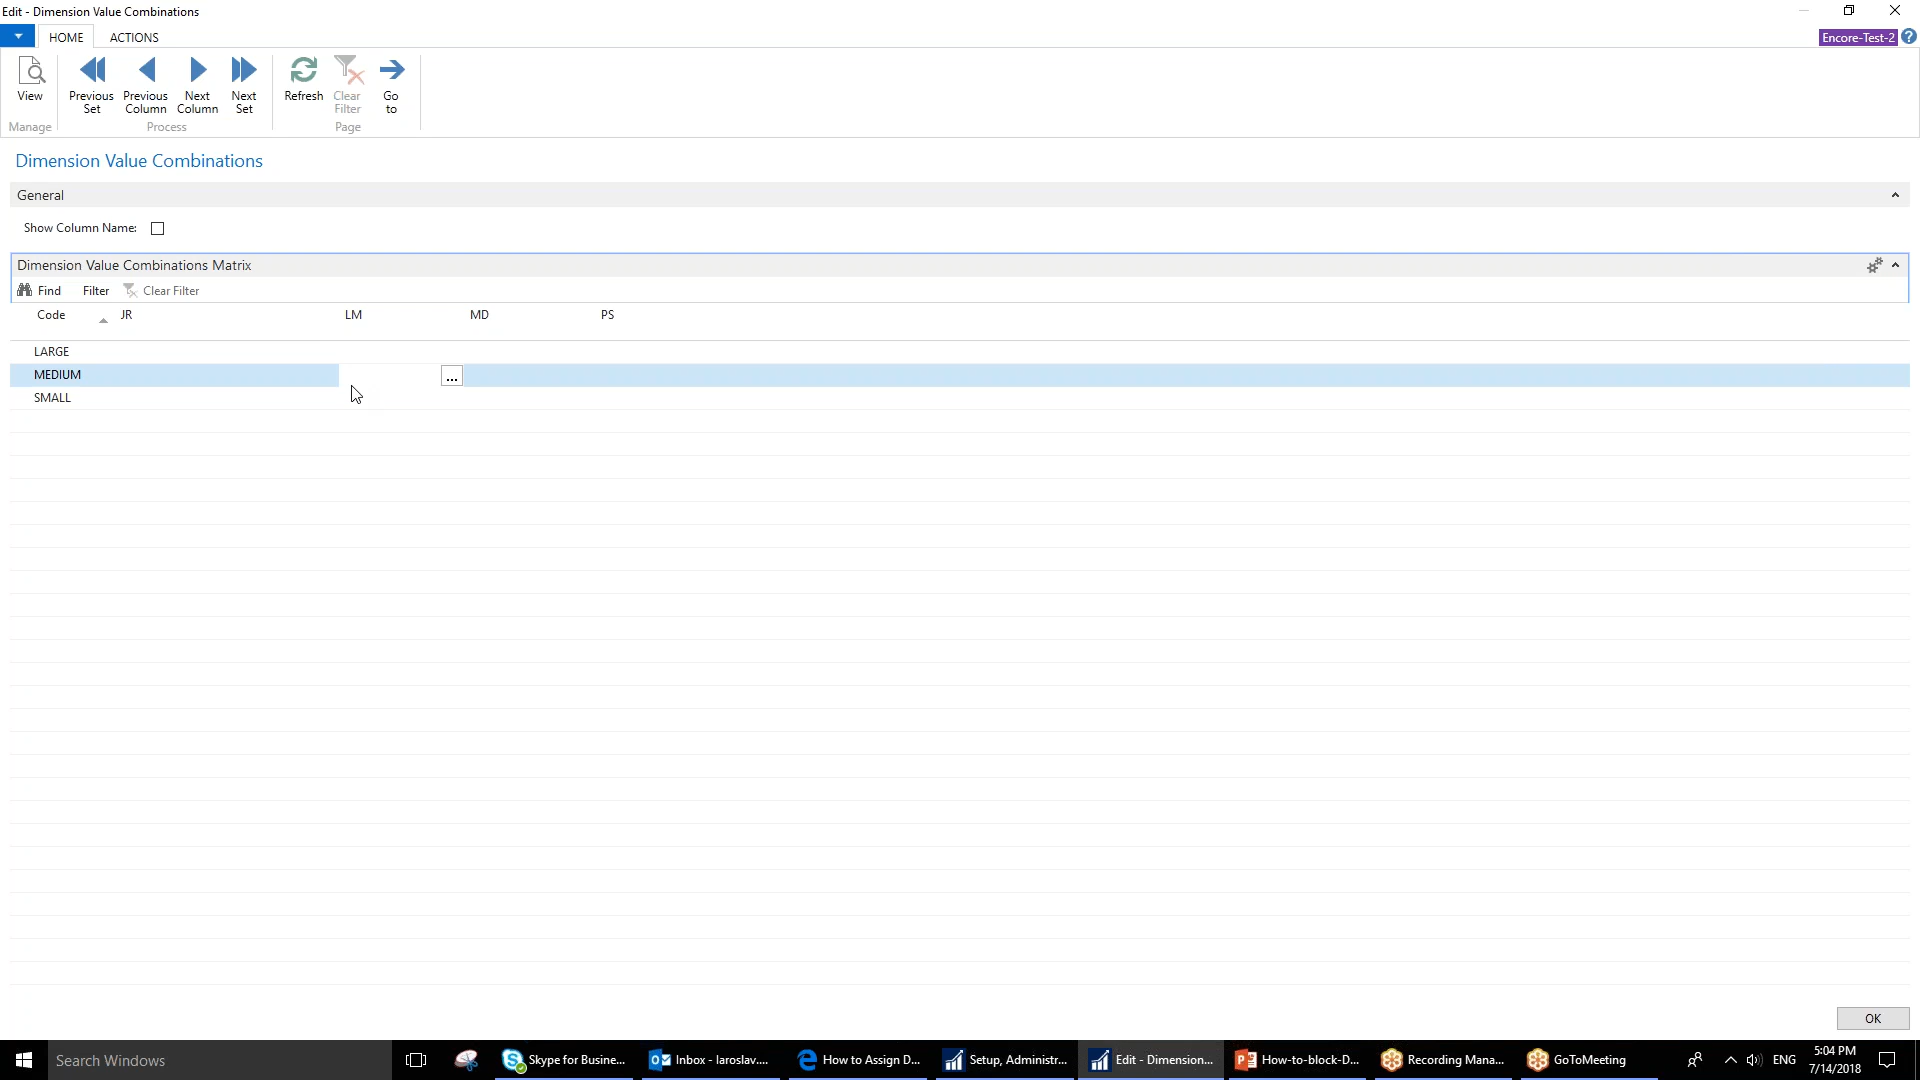 Edit - Dimension Value Combinations
HOME ACTIONS Encore-Test-2 ?
View Previous Set Previous Column Next Column Next Set Refresh Clear Filter Go to
Manage Process Page
Dimension Value Combinations
General
Show Column Name:
Dimension Value Combinations Matrix
Find Filter Clear Filter
Code JR LM MD PS
LARGE
MEDIUM ...
SMALL
OK
Search Windows Skype for Busine... Inbox - Iaroslav.... How to Assign D... Setup, Administr... Edit - Dimension... How-to-block-D... Recording Mana... GoToMeeting ENG 5:04 PM
7/14/2018